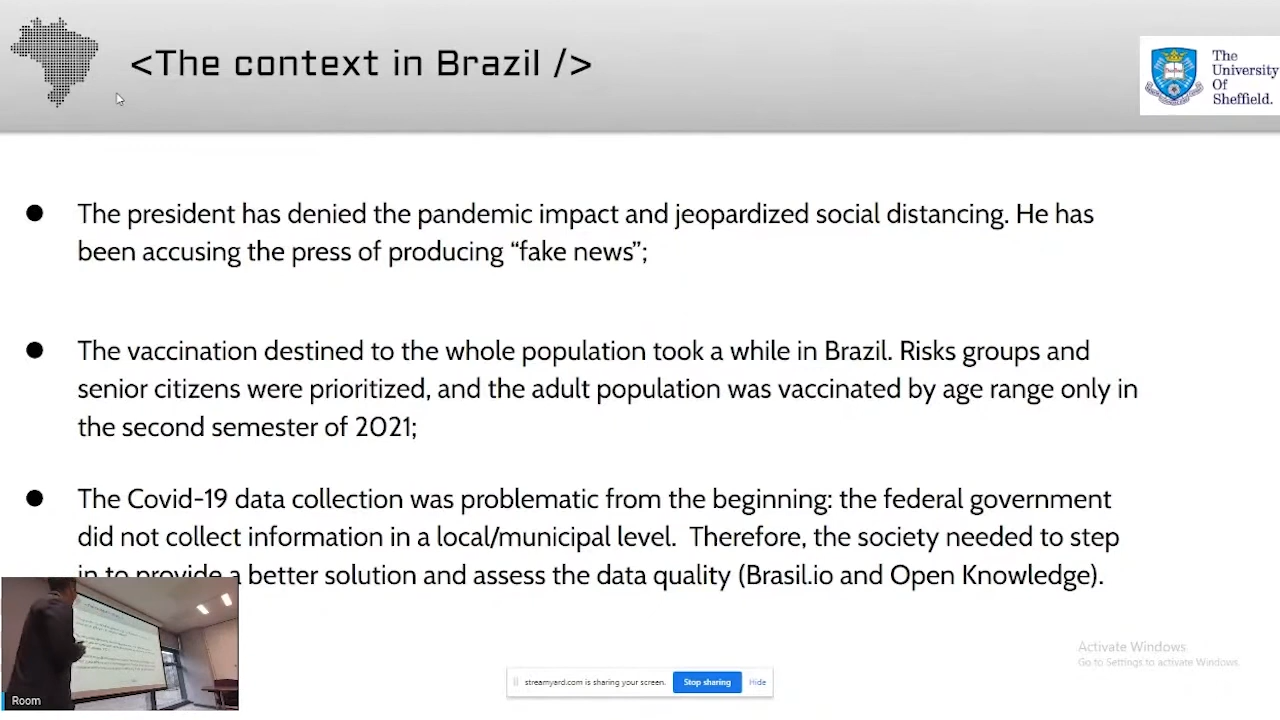 <The context in Brazil />
The
University
Of
Sheffield.
● The president has denied the pandemic impact and jeopardized social distancing. He has
been accusing the press of producing “fake news”;
● The vaccination destined to the whole population took a while in Brazil. Risks groups and
senior citizens were prioritized, and the adult population was vaccinated by age range only in
the second semester of 2021;
● The Covid-19 data collection was problematic from the beginning: the federal government
did not collect information in a local/municipal level.  Therefore, the society needed to step
in to provide a better solution and assess the data quality (Brasil.io and Open Knowledge).
Activate Windows
Go to Settings to activate Windows.
streamyard.com is sharing your screen.
Stop sharing
Hide
Room